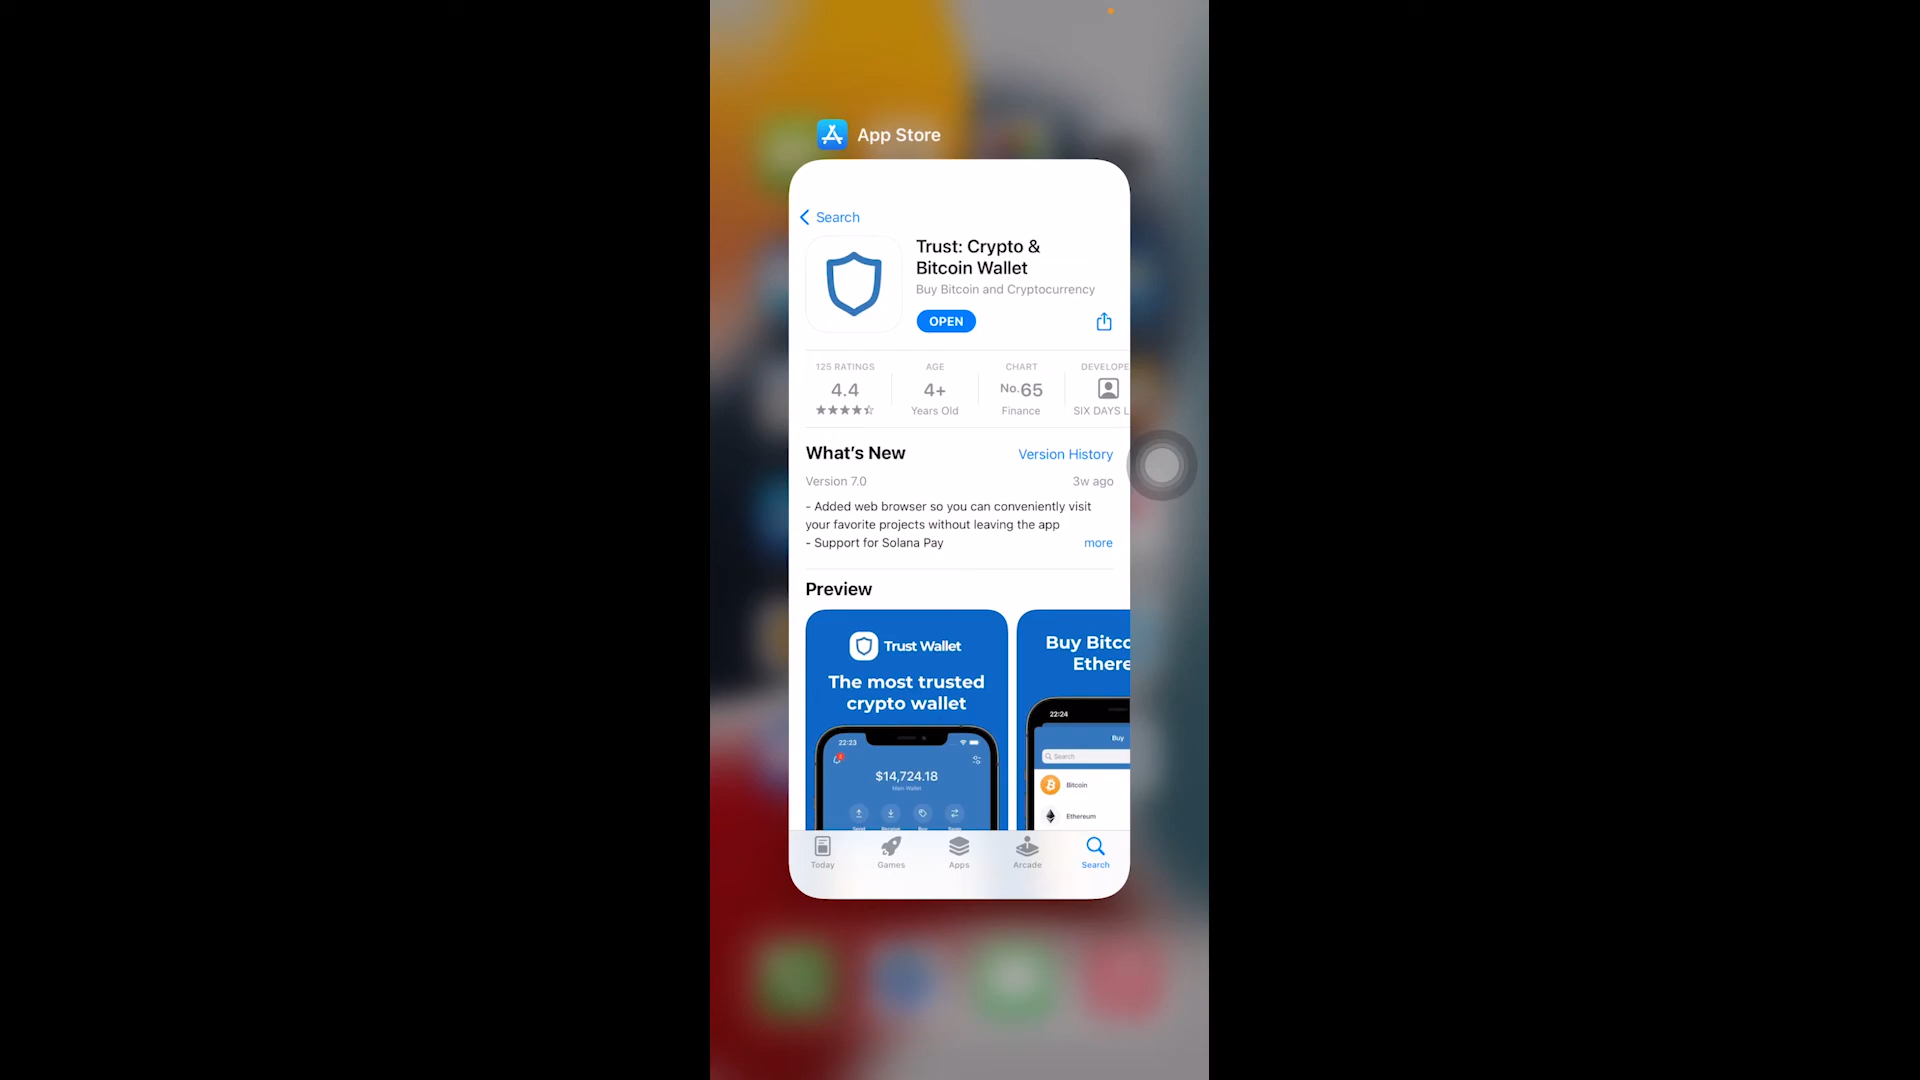 App Store
Search
Trust: Crypto &
Bitcoin Wallet
Buy Bitcoin and Cryptocurrency
OPEN
125 RATINGS
4.4
AGE
4+
Years Old
CHART
No.65
Finance
DEVELOPE
SIX DAYS L
What's New
Version History
Version 7.0
3w ago
- Added web browser so you can conveniently visit
your favorite projects without leaving the app
- Support for Solana Pay
more
Preview
Trust Wallet
The most trusted
crypto wallet
22:23
$14,724.18
Main Wallet
Buy Bitco
Ethere
22:24
Buy
Search
Bitcoin
Ethereum
Today
Games
Apps
Arcade
Search